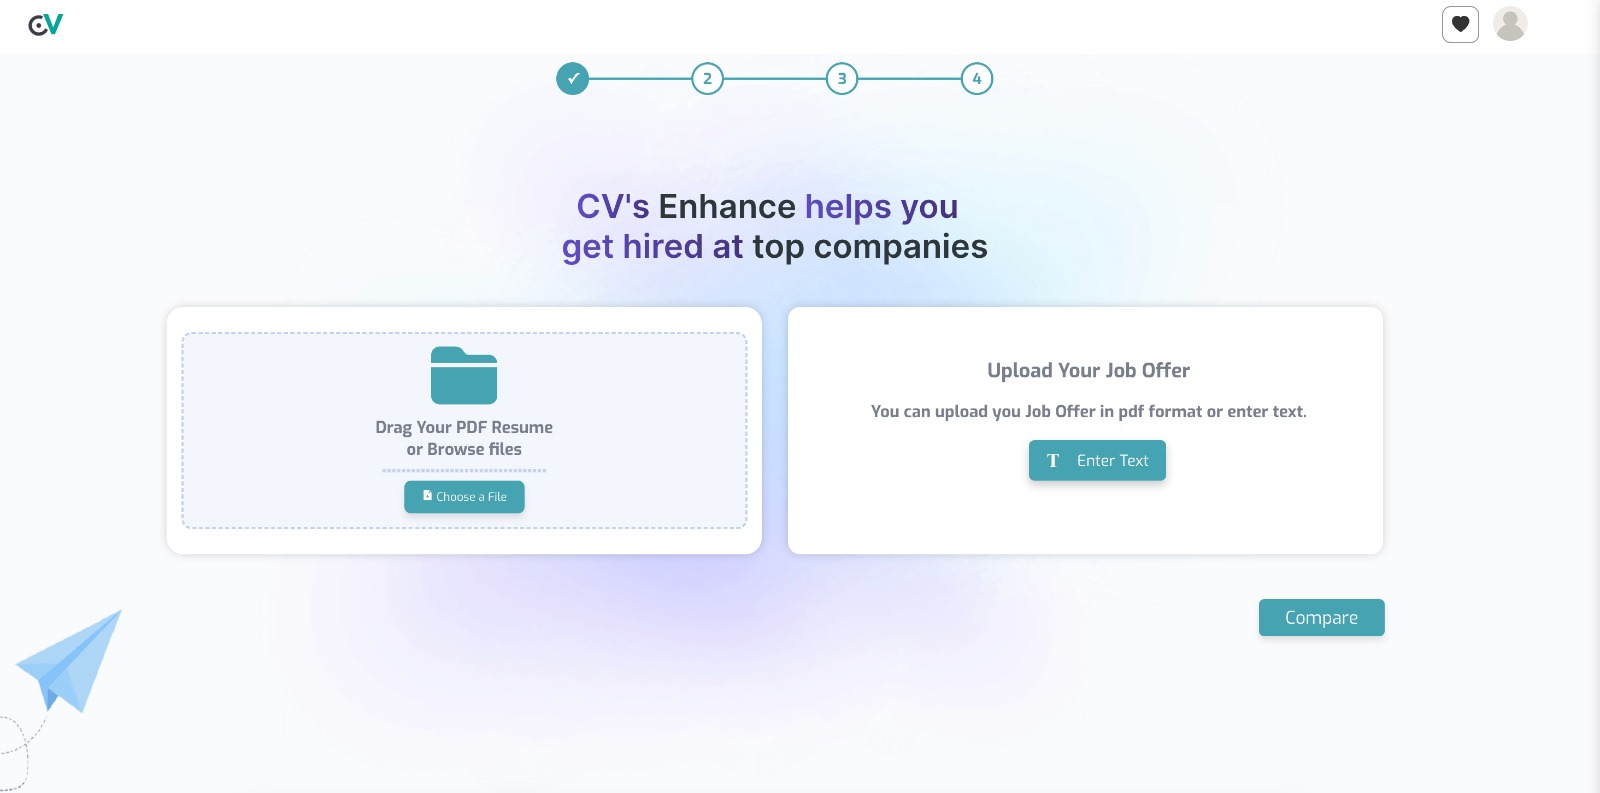 CV
2
3
4
CV's Enhance helps you
get hired at top companies
Drag Your PDF Resume
or Browse files
Choose a File
Upload Your Job Offer
You can upload you Job Offer in pdf format or enter text.
T Enter Text
Compare